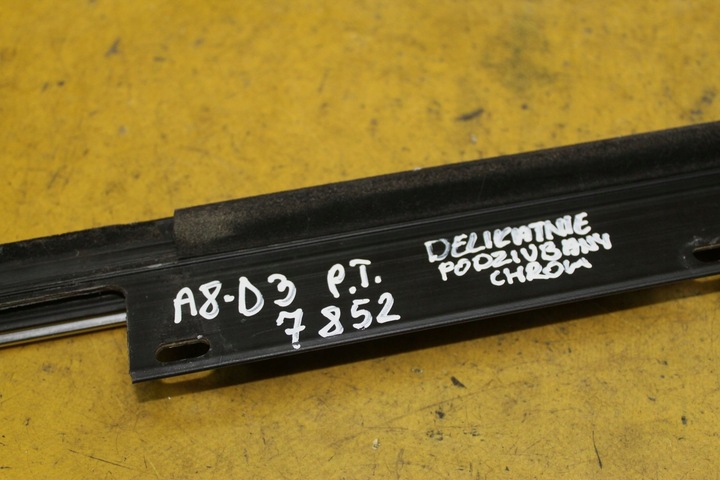 A8-D3 P.T.
7852
DELIKATNIE
PODZIUBANY
CHROM